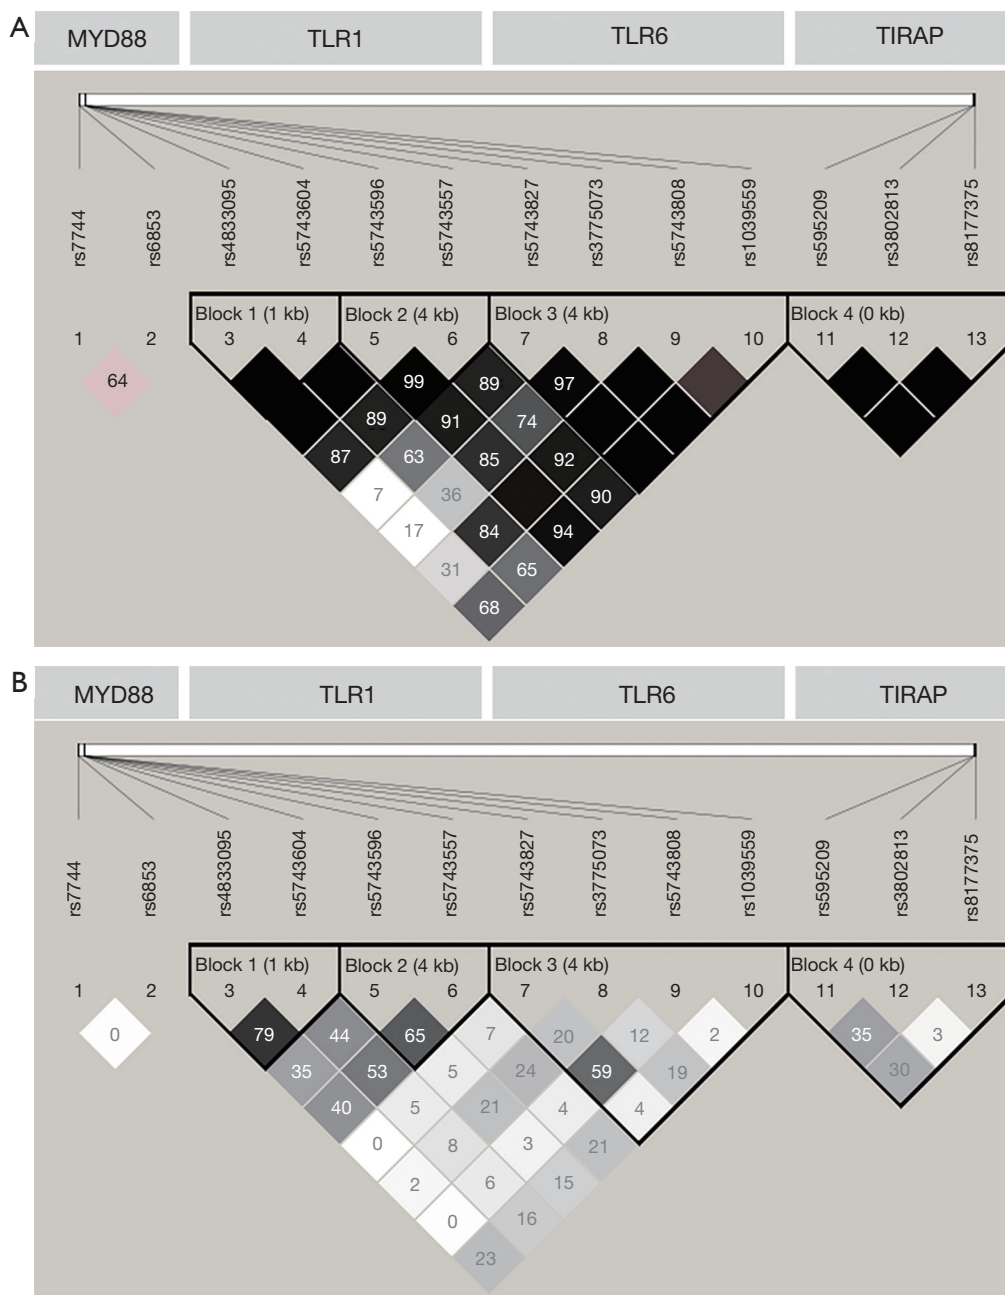 A
MYD88 TLR1 TLR6 TIRAP
rs7744 rs6853 rs4833095 rs5743604 rs5743596 rs5743557 rs5743827 rs3775073 rs5743808 rs1039559 rs595209 rs3802813 rs8177375
Block 1 (1 kb) Block 2 (4 kb) Block 3 (4 kb) Block 4 (0 kb)
1 2 3 4 5 6 7 8 9 10 11 12 13
64 99 89 97
89 91 74
87 63 85 92
7 36 90
17 84 94
31 65
68
B
MYD88 TLR1 TLR6 TIRAP
rs7744 rs6853 rs4833095 rs5743604 rs5743596 rs5743557 rs5743827 rs3775073 rs5743808 rs1039559 rs595209 rs3802813 rs8177375
Block 1 (1 kb) Block 2 (4 kb) Block 3 (4 kb) Block 4 (0 kb)
1 2 3 4 5 6 7 8 9 10 11 12 13
0 79 44 65 7 20 12 2 35 3
35 53 5 24 59 19 30
40 5 21 4 4
0 8 3 21
2 6 15
0 16
23